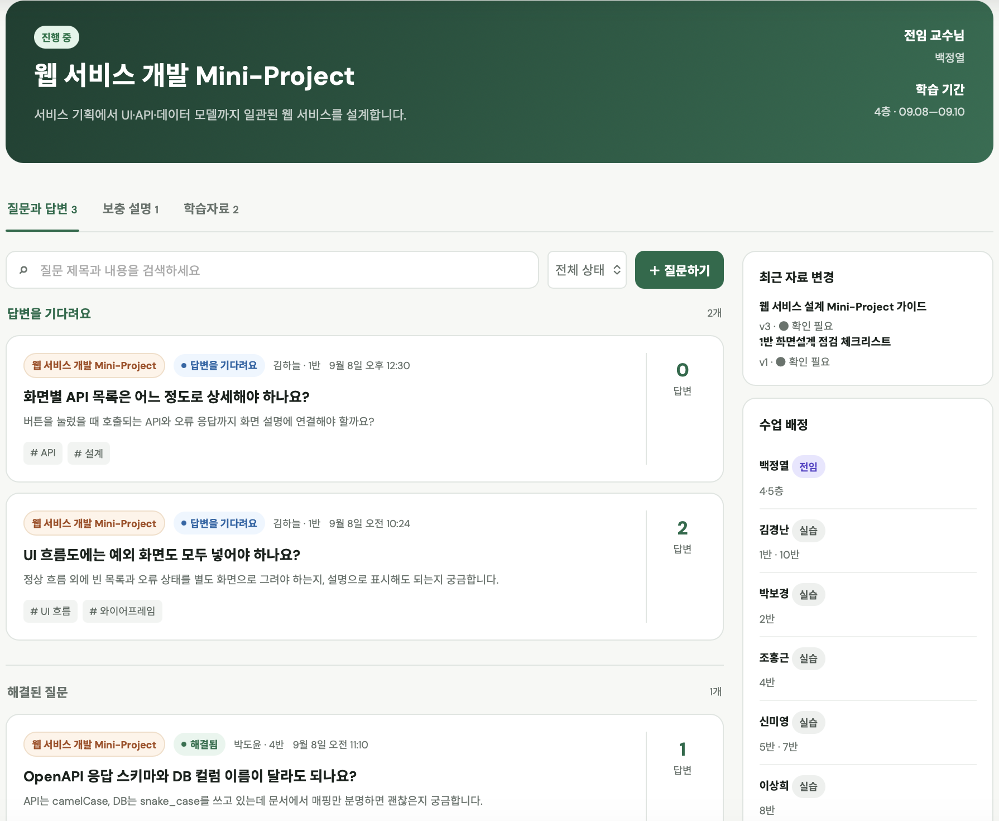 진행 중
웹 서비스 개발 Mini-Project
서비스 기획에서 UI·API·데이터 모델까지 일관된 웹 서비스를 설계합니다.
전임 교수님
백정열
학습 기간
4층 · 09.08—09.10
질문과 답변 3
보충 설명 1
학습자료 2
질문 제목과 내용을 검색하세요
전체 상태
+ 질문하기
답변을 기다려요
2개
웹 서비스 개발 Mini-Project
답변을 기다려요
김하늘 · 1반 9월 8일 오후 12:30
화면별 API 목록은 어느 정도로 상세해야 하나요?
버튼을 눌렀을 때 호출되는 API와 오류 응답까지 화면 설명에 연결해야 할까요?
# API
# 설계
0
답변
웹 서비스 개발 Mini-Project
답변을 기다려요
김하늘 · 1반 9월 8일 오전 10:24
UI 흐름도에는 예외 화면도 모두 넣어야 하나요?
정상 흐름 외에 빈 목록과 오류 상태를 별도 화면으로 그려야 하는지, 설명으로 표시해도 되는지 궁금합니다.
# UI 흐름
# 와이어프레임
2
답변
해결된 질문
1개
웹 서비스 개발 Mini-Project
해결됨
박도윤 · 4반 9월 8일 오전 11:10
OpenAPI 응답 스키마와 DB 컬럼 이름이 달라도 되나요?
API는 camelCase, DB는 snake_case를 쓰고 있는데 문서에서 매핑만 분명하면 괜찮은지 궁금합니다.
1
답변
최근 자료 변경
웹 서비스 설계 Mini-Project 가이드
v3 · ● 확인 필요
1반 화면설계 점검 체크리스트
v1 · ● 확인 필요
수업 배정
백정열 전임
4·5층
김경난 실습
1반 · 10반
박보경 실습
2반
조홍근 실습
4반
신미영 실습
5반 · 7반
이상희 실습
8반